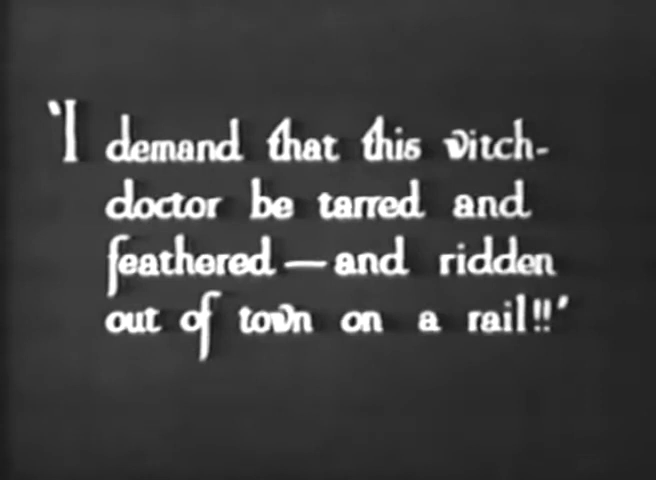 'I demand that this witch-
doctor be tarred and
feathered — and ridden
out of town on a rail!!'